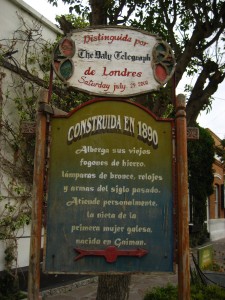 Distinguida por
The Daily Telegraph
de Londres
Saturday July
CONSTRUIDA EN 1890
Alberga sus viejos
fogones de hierro,
lámparas de bronce, relojes
y armas del siglo pasado.
Atiende personalmente,
la nieta de la
primera mujer galesa,
nacida en Gaiman.